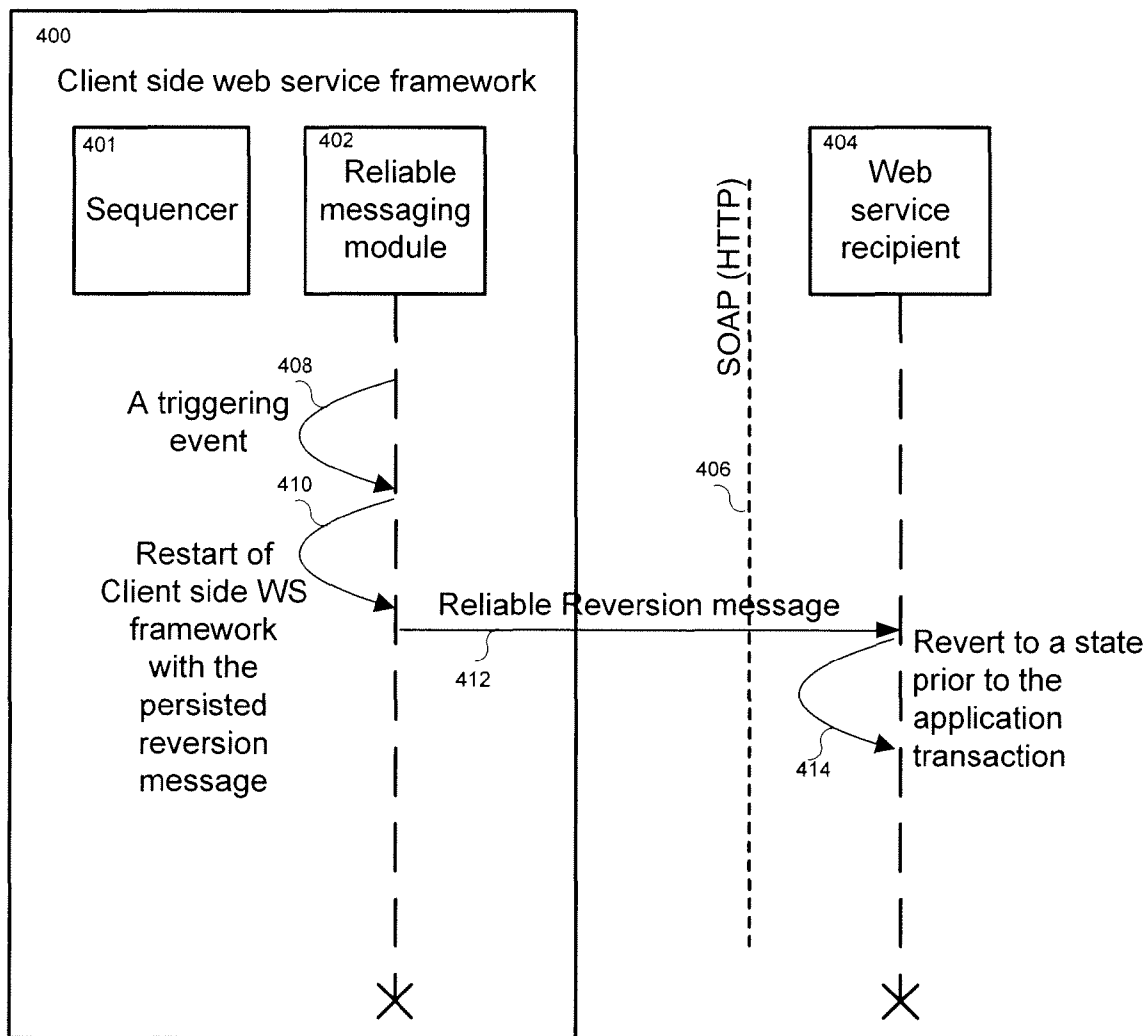 400
Client side web service framework
401
Sequencer
402
Reliable
messaging
module
404
Web
service
recipient
SOAP (HTTP)
408
A triggering
event
406
410
Restart of
Client side WS
framework
with the
persisted
reversion
message
Reliable Reversion message
412
Revert to a state
prior to the
application
transaction
414